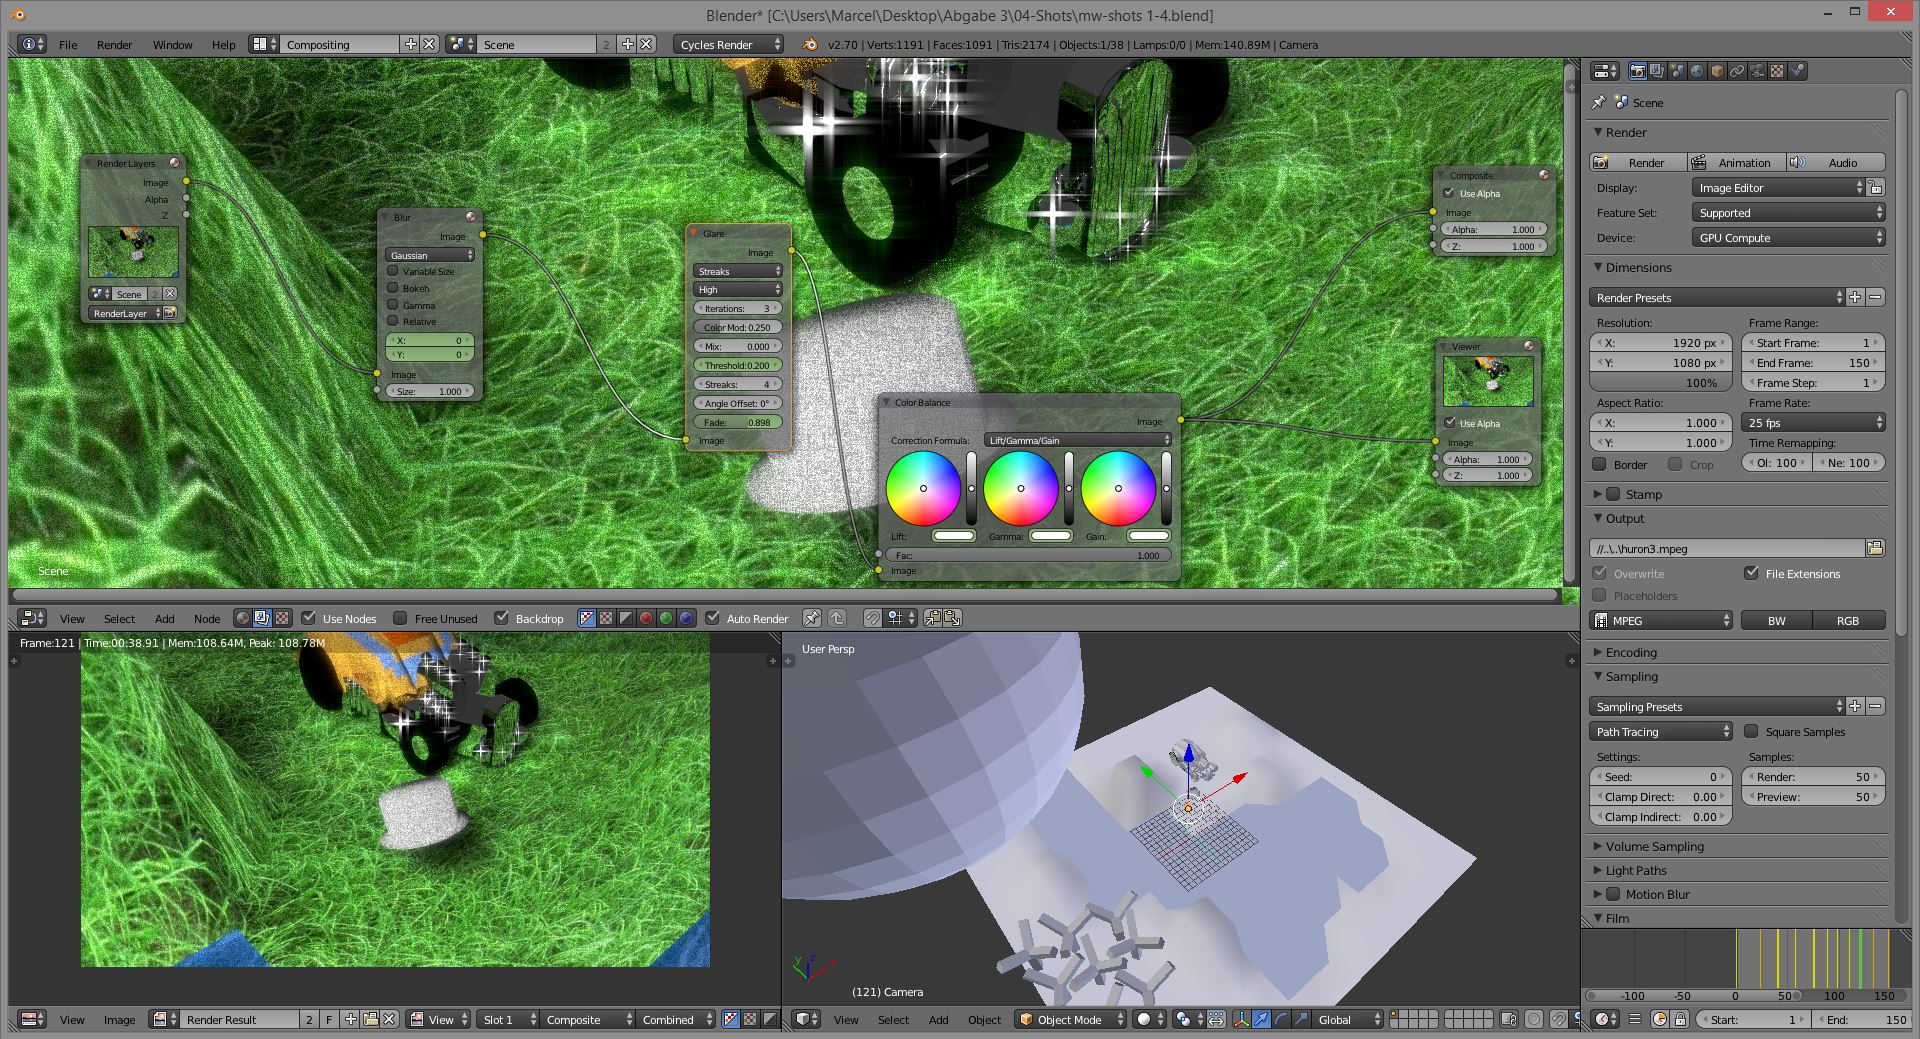 Blender* [C:\Users\Marcel\Desktop\Abgabe 3\04-Shots\mw-shots 1-4.blend]
File Render Window Help Compositing Scene 2 Cycles Render v2.70 | Verts:1191 | Faces:1091 | Tris:2174 | Objects:1/38 | Lamps:0/0 | Mem:140.89M | Camera
Render Layers
Image
Alpha
Z
Scene 2
RenderLayer
Blur
Image
Gaussian
Variable Size
Bokeh
Gamma
Relative
X: 0
Y: 0
Image
Size: 1.000
Glare
Image
Streaks
High
Iterations: 3
Color Mod: 0.250
Mix: 0.000
Threshold: 0.200
Streaks: 4
Angle Offset: 0°
Fade: 0.898
Image
Color Balance
Image
Correction Formula: Lift/Gamma/Gain
Lift: Gamma: Gain:
Fac: 1.000
Image
Composite
Use Alpha
Image
Alpha: 1.000
Z: 1.000
Viewer
Use Alpha
Image
Alpha: 1.000
Z: 1.000
Scene
View Select Add Node Use Nodes Free Unused Backdrop Auto Render
Frame:121 | Time:00:38.91 | Mem:108.64M, Peak: 108.78M
View Image Render Result 2 F View Slot 1 Composite Combined
User Persp
z
y
x
(121) Camera
View Select Add Object Object Mode Global
Scene
Render
Render Animation Audio
Display: Image Editor
Feature Set: Supported
Device: GPU Compute
Dimensions
Render Presets
Resolution: Frame Range:
X: 1920 px Start Frame: 1
Y: 1080 px End Frame: 150
100% Frame Step: 1
Aspect Ratio: Frame Rate:
X: 1.000 25 fps
Y: 1.000 Time Remapping:
Border Crop Ol: 100 Ne: 100
Stamp
Output
//..\..\huron3.mpeg
Overwrite File Extensions
Placeholders
MPEG BW RGB
Encoding
Sampling
Sampling Presets
Path Tracing Square Samples
Settings: Samples:
Seed: 0 Render: 50
Clamp Direct: 0.00 Preview: 50
Clamp Indirect: 0.00
Volume Sampling
Light Paths
Motion Blur
Film
-100 -50 0 50 100 150
Start: 1 End: 150